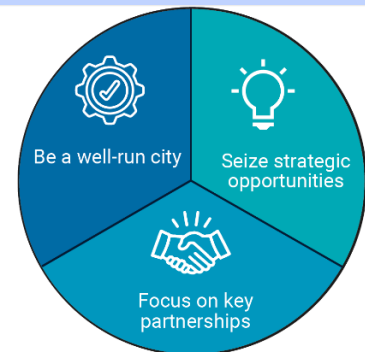 Be a well-run city
Seize strategic
opportunities
Focus on key
partnerships